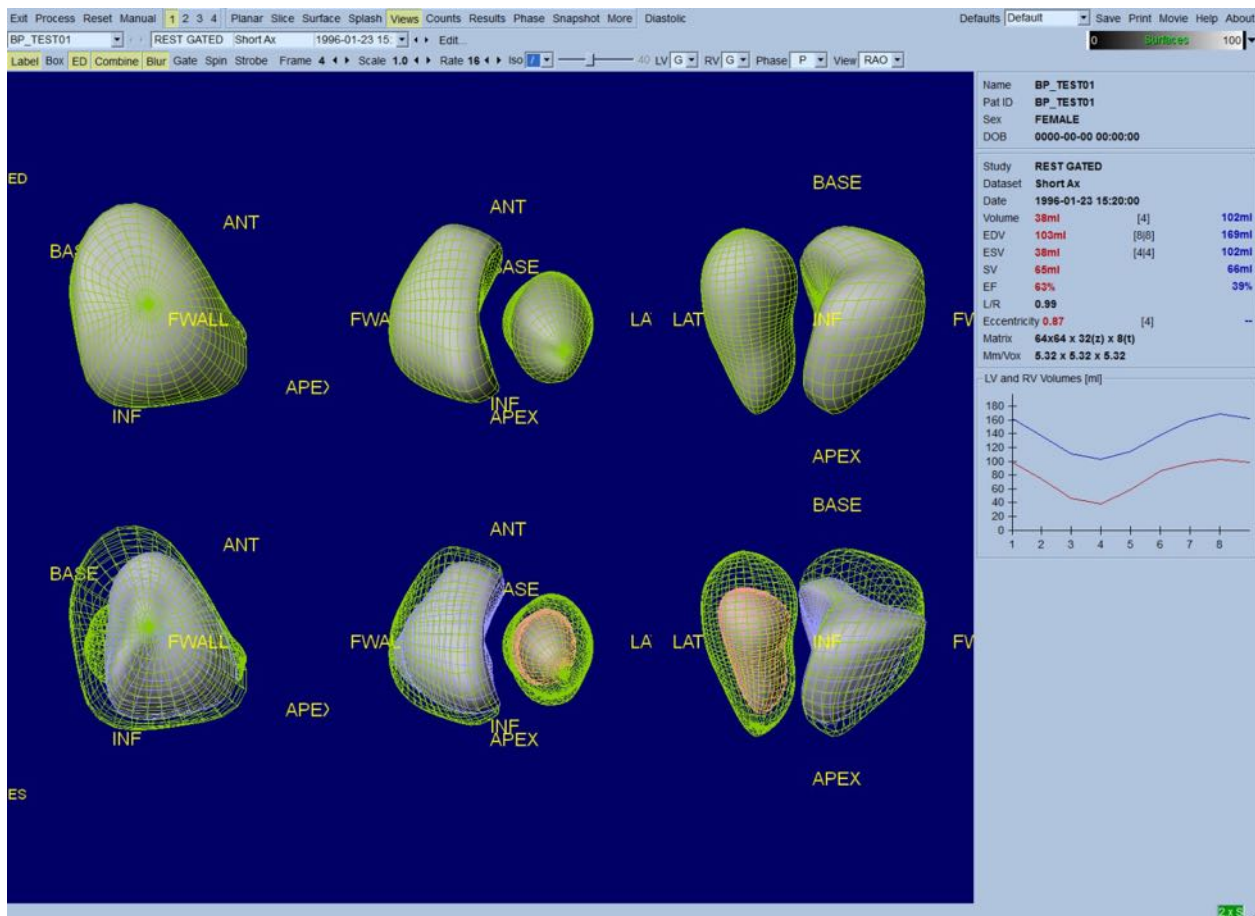 Exit Process Reset Manual 1 2 3 4 Planar Slice Surface Splash Views Counts Results Phase Snapshot More Diastolic Defaults Default Save Print Movie Help About
BP_TEST01 REST GATED Short Ax 1996-01-23 15: Edit...
0 Surfaces 100
Label Box ED Combine Blur Gate Spin Strobe Frame 4 Scale 1.0 Rate 16 Iso 40 LV G RV G Phase P View RAO
Name BP_TEST01
Pat ID BP_TEST01
Sex FEMALE
DOB 0000-00-00 00:00:00
Study REST GATED
Dataset Short Ax
Date 1996-01-23 15:20:00
Volume 38ml [4] 102ml
EDV 103ml [8|8] 169ml
ESV 38ml [4|4] 102ml
SV 65ml 66ml
EF 63% 39%
L/R 0.99
Eccentricity 0.87 [4] --
Matrix 64x64 x 32(z) x 8(t)
Mm/Vox 5.32 x 5.32 x 5.32
LV and RV Volumes [ml]
180
160
140
120
100
80
60
40
20
0
1 2 3 4 5 6 7 8
ED
BASE
ANT ANT
BAS BASE
FWALL FWAL LA LAT INF FW
APEX
INF INF
APEX
APEX
BASE
ANT ANT
BASE BASE
FWALL FWAL LA LAT INF FW
APEX
INF INF
APEX
APEX
ES
2 x S